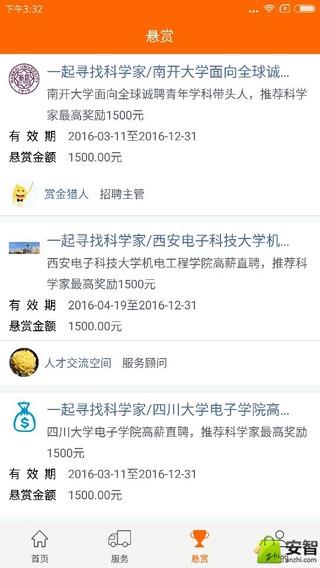 下午3:32
悬赏
一起寻找科学家/南开大学面向全球诚...
南开大学面向全球诚聘青年学科带头人，推荐科
学家最高奖励1500元
有 效 期 2016-03-11至2016-12-31
悬赏金额 1500.00元
赏金猎人 招聘主管
一起寻找科学家/西安电子科技大学机...
西安电子科技大学机电工程学院高薪直聘，推荐科
学家最高奖励1500元
有 效 期 2016-04-19至2016-12-31
悬赏金额 1500.00元
人才交流空间 服务顾问
一起寻找科学家/四川大学电子学院高...
四川大学电子学院高薪直聘，推荐科学家最高奖
励1500元
有 效 期 2016-03-11至2016-12-31
悬赏金额 1500.00元
首页 服务 悬赏 的
安智
anzhi.com